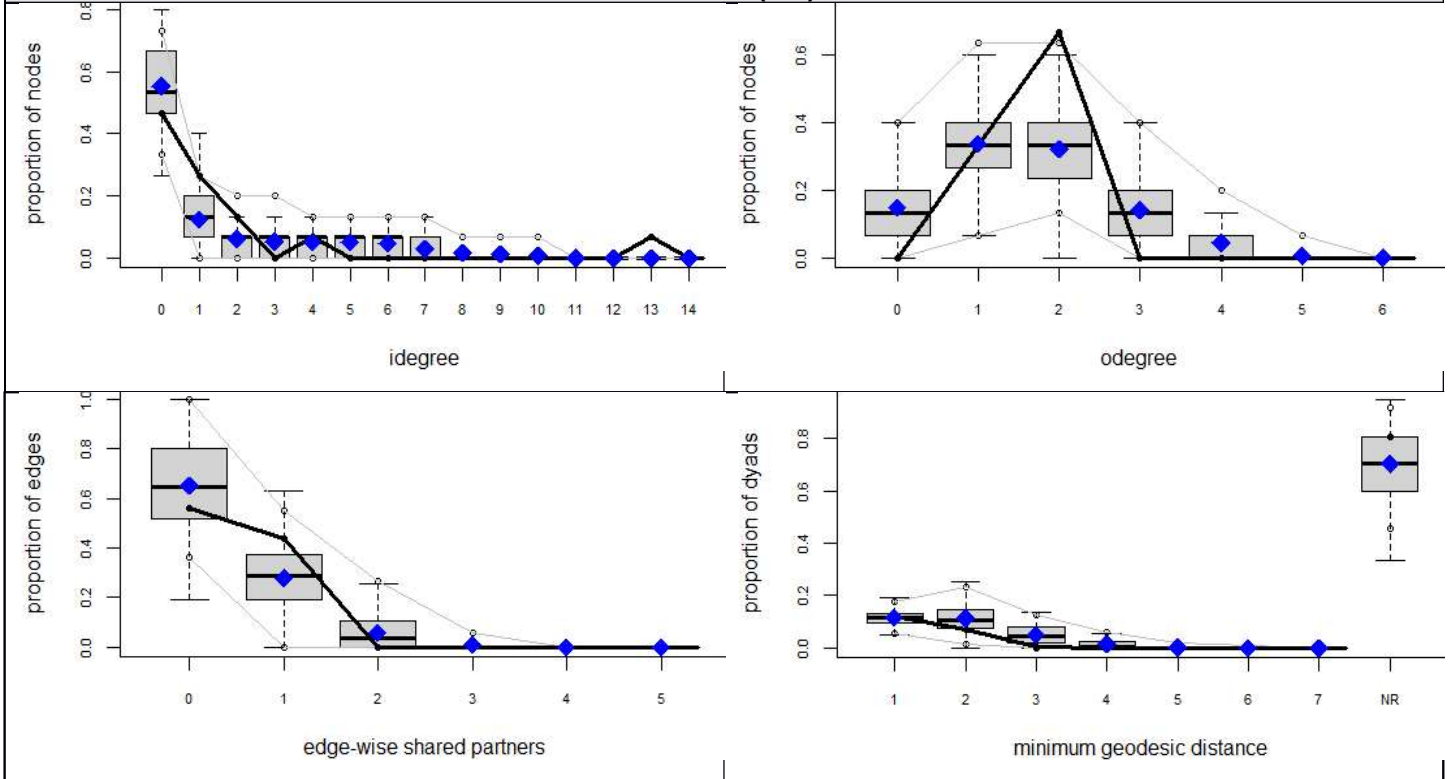 proportion of nodes
0.0 0.2 0.4 0.6 0.8
0 1 2 3 4 5 6 7 8 9 10 11 12 13 14
idegree
proportion of nodes
0.0 0.2 0.4 0.6
0 1 2 3 4 5 6
odegree
proportion of edges
0.0 0.2 0.4 0.6 0.8 1.0
0 1 2 3 4 5
edge-wise shared partners
proportion of dyads
0.0 0.2 0.4 0.6 0.8
1 2 3 4 5 6 7 NR
minimum geodesic distance